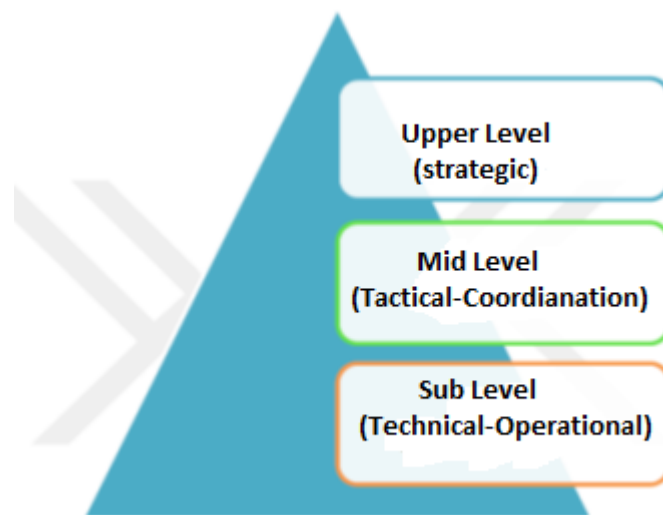 Upper Level
(strategic)
Mid Level
(Tactical-Coordianation)
Sub Level
(Technical-Operational)